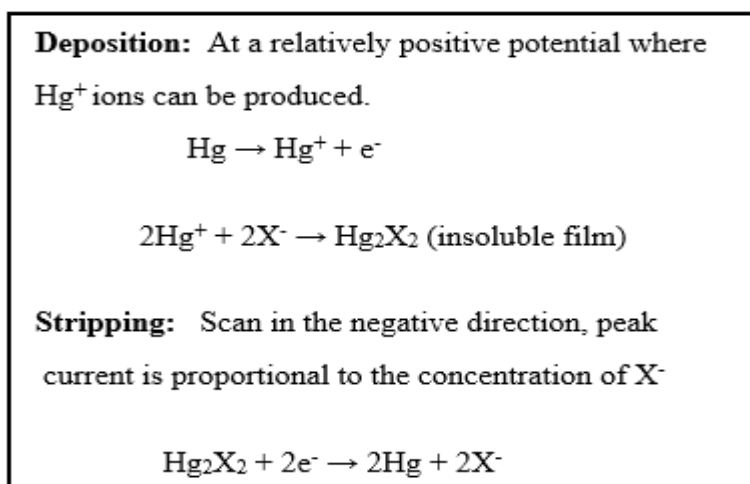 Deposition: At a relatively positive potential where
Hg⁺ ions can be produced.
Hg → Hg⁺ + e⁻
2Hg⁺ + 2X⁻ → Hg₂X₂ (insoluble film)
Stripping: Scan in the negative direction, peak
current is proportional to the concentration of X⁻
Hg₂X₂ + 2e⁻ → 2Hg + 2X⁻